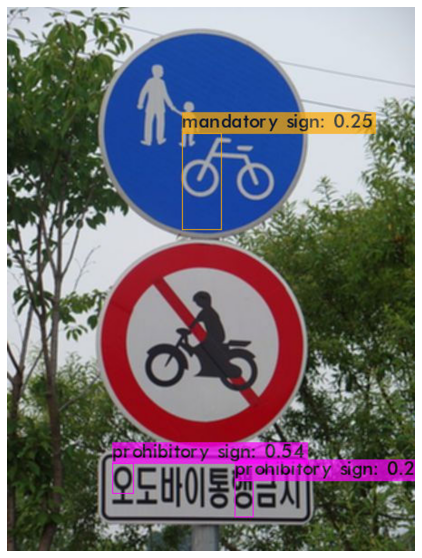 mandatory sign: 0.25
prohibitory sign: 0.54
prohibitory sign: 0.2
오도바이통행금지